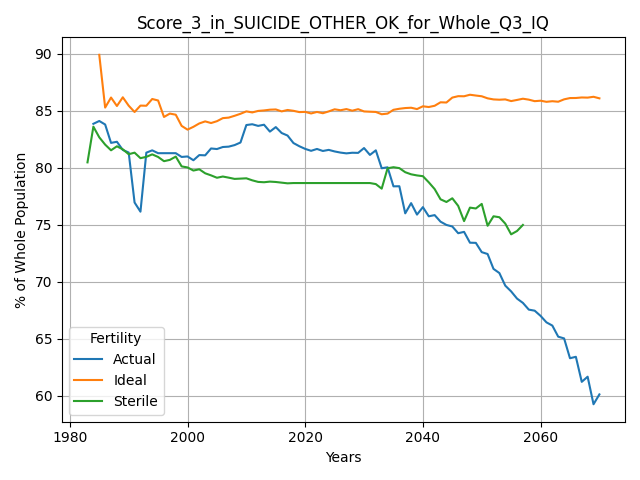 Score_3_in_SUICIDE_OTHER_OK_for_Whole_Q3_IQ
% of Whole Population
90
85
80
75
70
65
60
Fertility
Actual
Ideal
Sterile
1980
2000
2020
2040
2060
Years